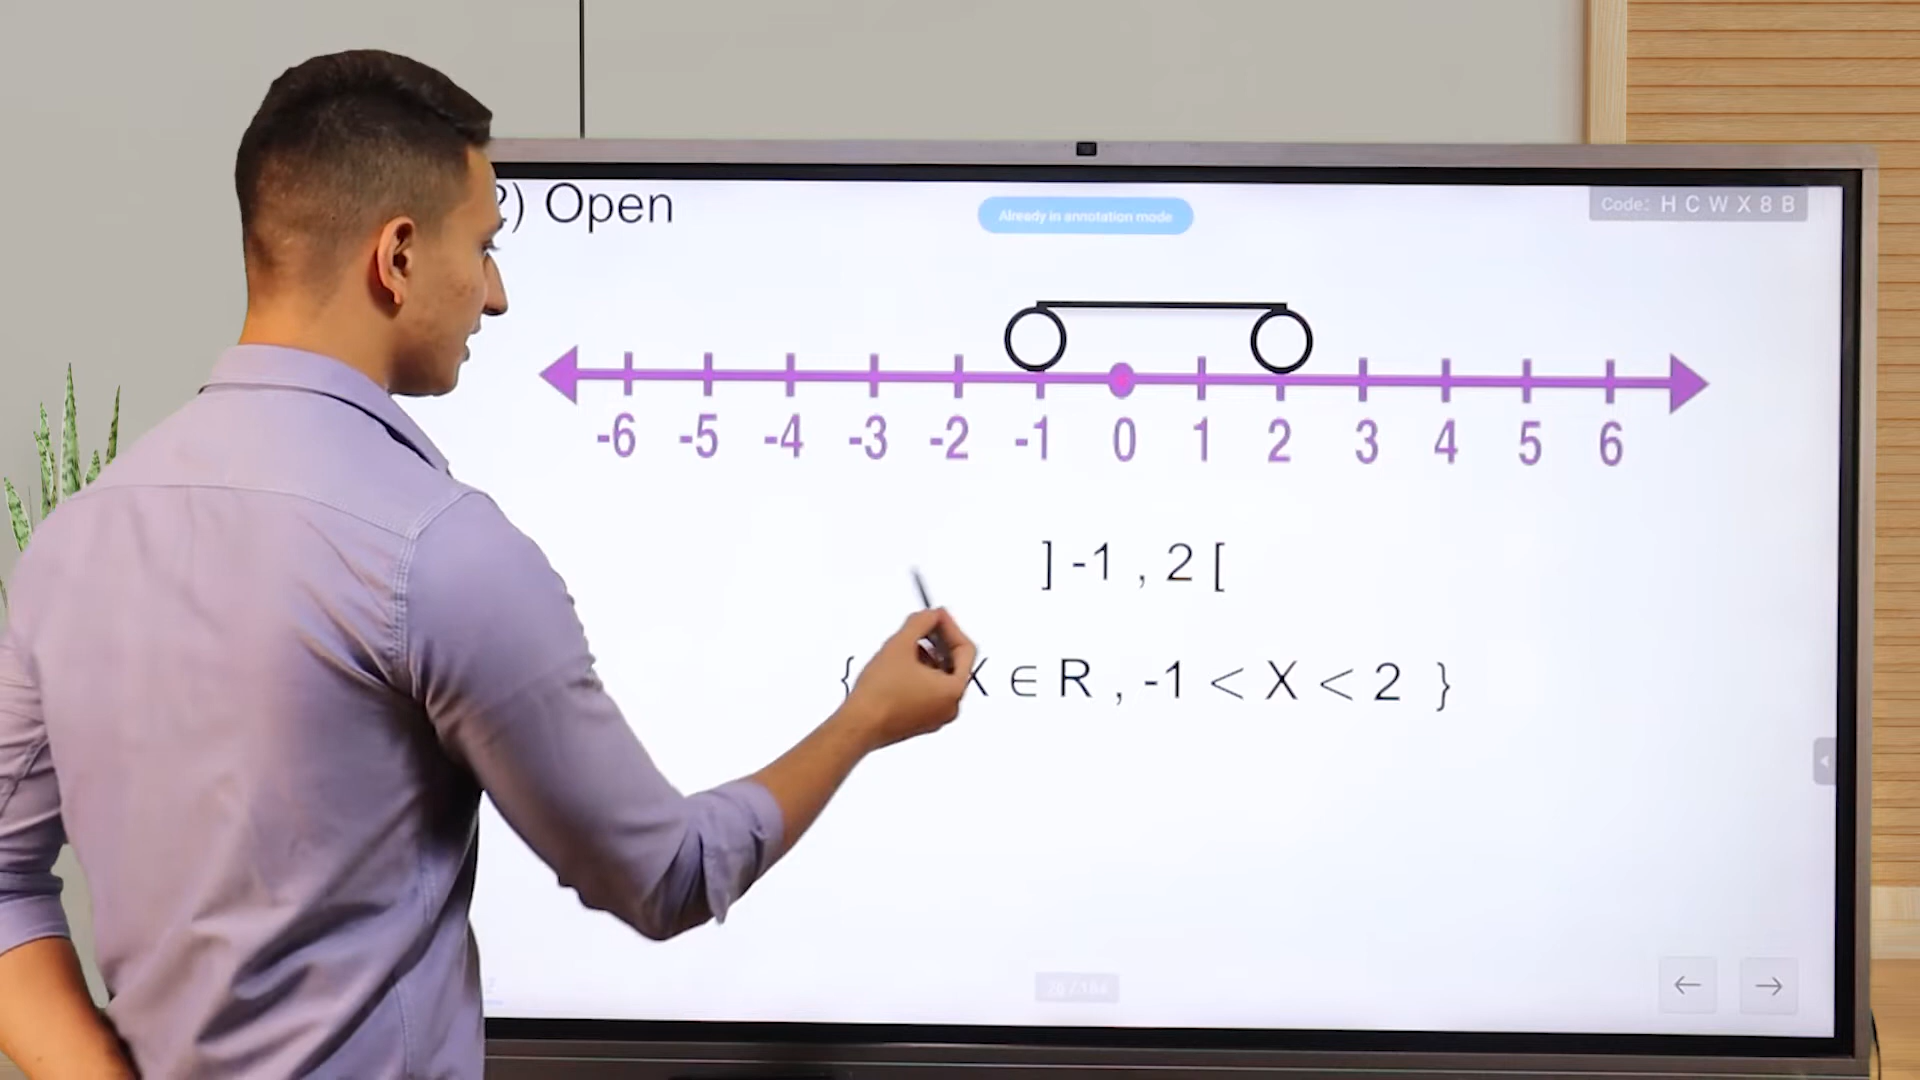 2) Open
Already in annotation mode
Code: H C W X 8 B
-6 -5 -4 -3 -2 -1 0 1 2 3 4 5 6
] -1 , 2 [
{ X ∈ R , -1 < X < 2 }